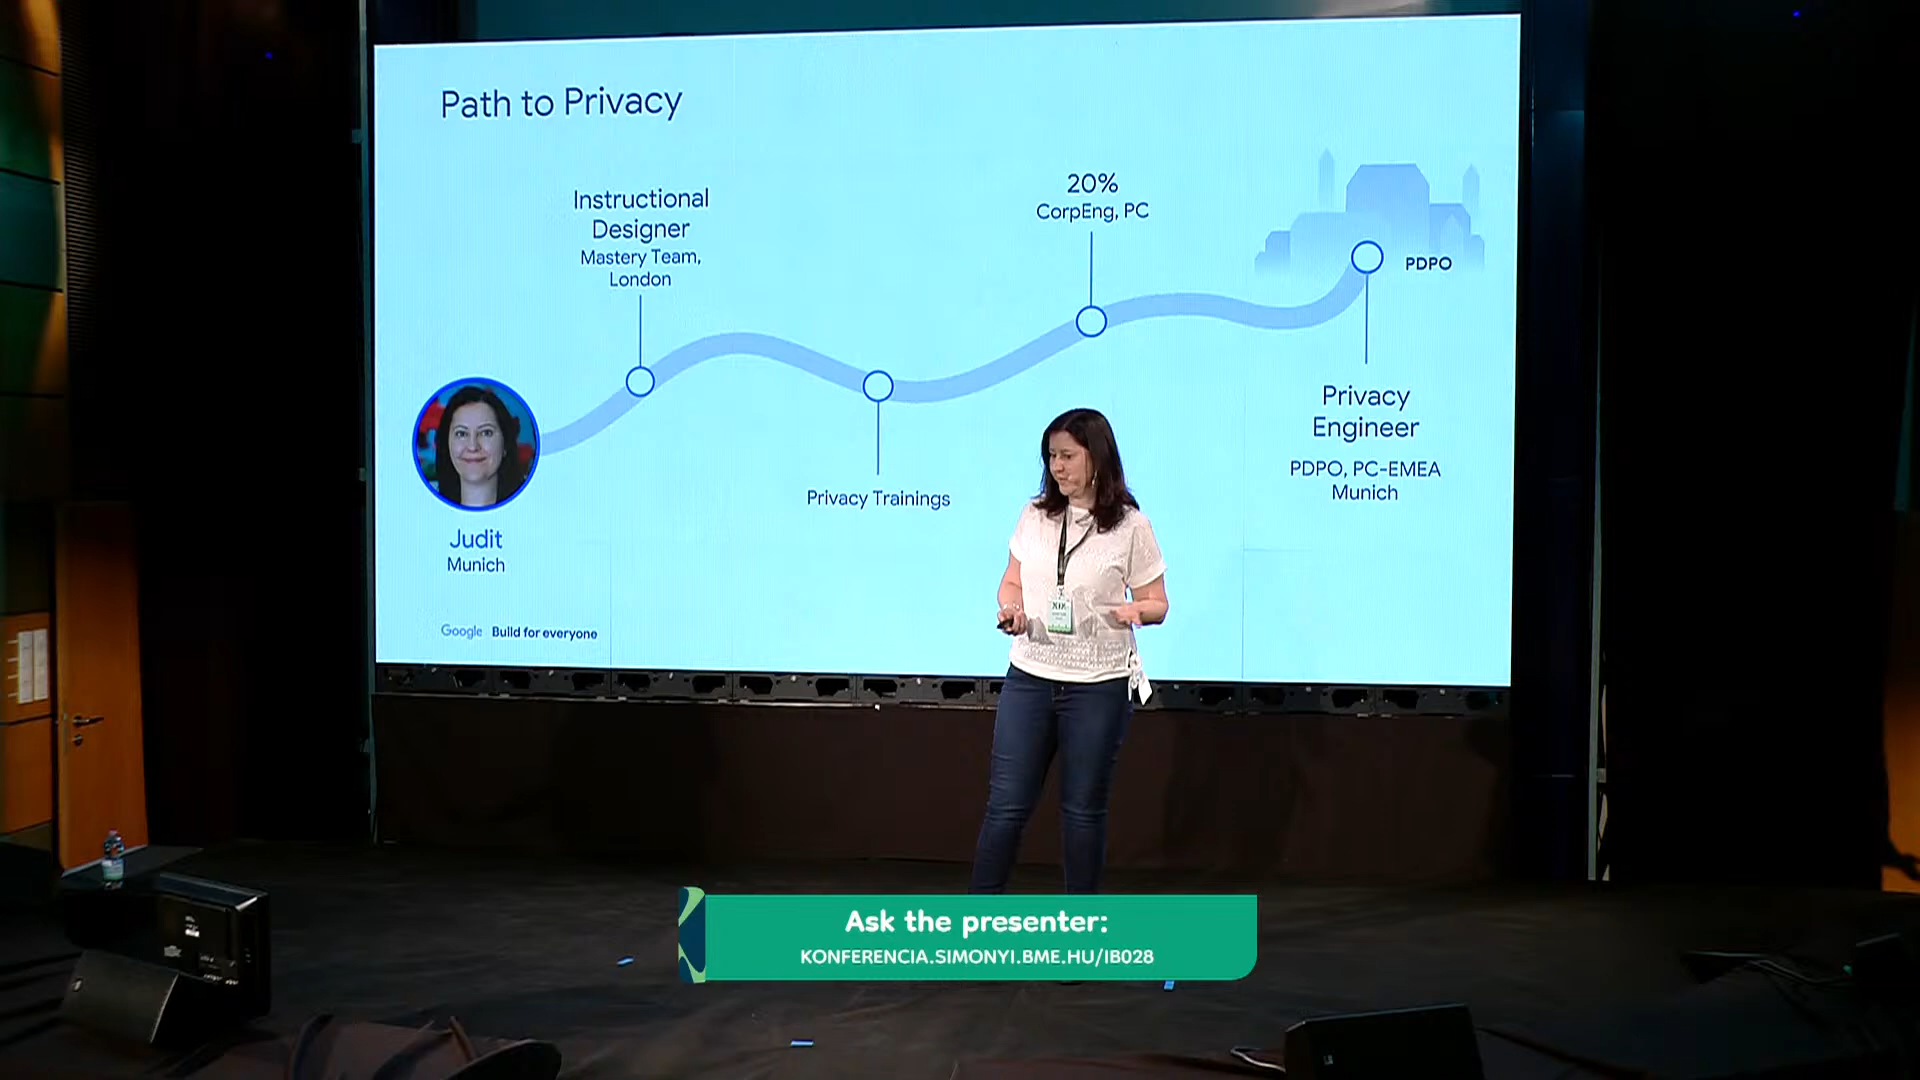 Path to Privacy
Instructional
Designer
Mastery Team,
London
20%
CorpEng, PC
PDPO
Privacy Trainings
Privacy
Engineer
PDPO, PC-EMEA
Munich
Judit
Munich
Google Build for everyone
Ask the presenter:
KONFERENCIA.SIMONYI.BME.HU/IB028